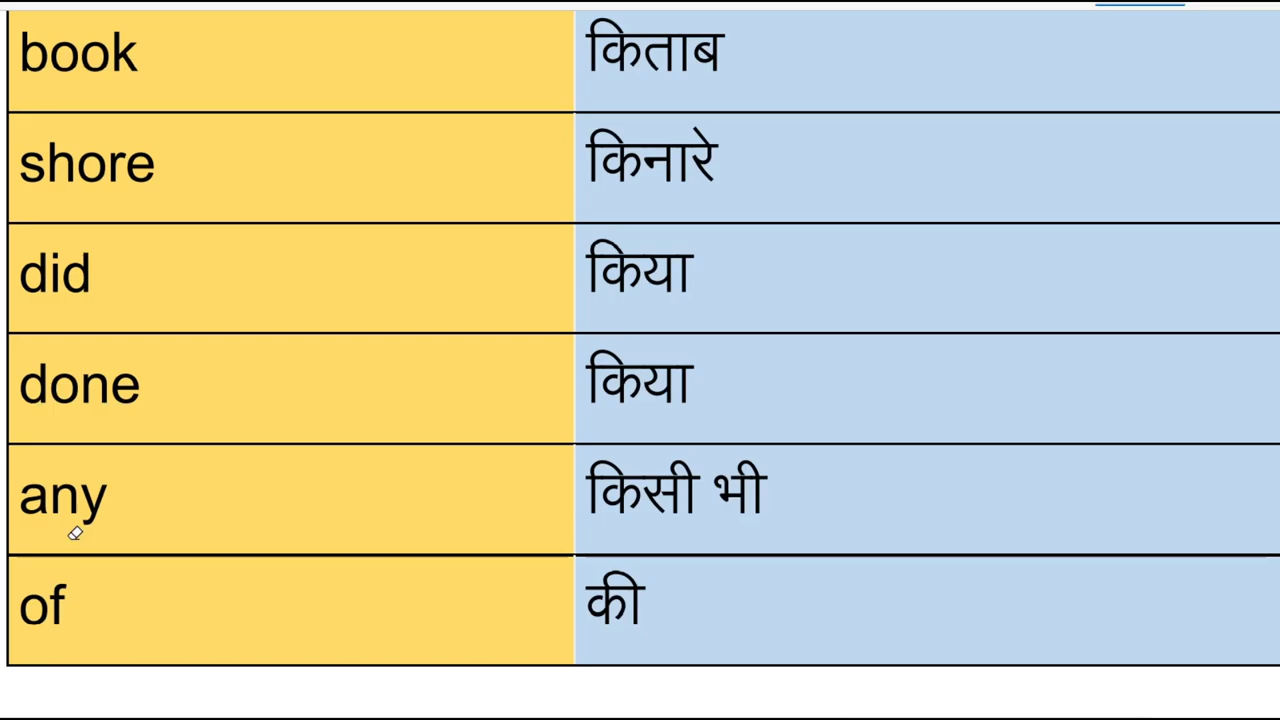 book किताब
shore किनारे
did किया
done किया
any किसी भी
of की